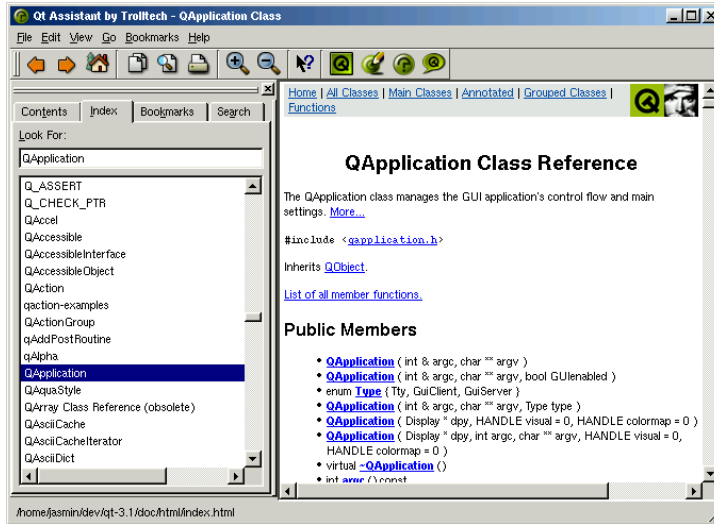 Qt Assistant by Trolltech - QApplication Class
File Edit View Go Bookmarks Help
Contents Index Bookmarks Search
Look For:
QApplication
Q_ASSERT
Q_CHECK_PTR
QAccel
QAccessible
QAccessibleInterface
QAccessibleObject
QAction
qaction-examples
QActionGroup
qAddPostRoutine
qAlpha
QApplication
QAquaStyle
QArray Class Reference (obsolete)
QAsciiCache
QAsciiCacheIterator
QAsciiDict
Home | All Classes | Main Classes | Annotated | Grouped Classes |
Functions
QApplication Class Reference
The QApplication class manages the GUI application's control flow and main
settings. More...
#include <qapplication.h>
Inherits QObject.
List of all member functions.
Public Members
• QApplication ( int & argc, char ** argv )
• QApplication ( int & argc, char ** argv, bool GUIenabled )
• enum Type { Tty, GuiClient, GuiServer }
• QApplication ( int & argc, char ** argv, Type type )
• QApplication ( Display * dpy, HANDLE visual = 0, HANDLE colormap = 0 )
• QApplication ( Display * dpy, int argc, char ** argv, HANDLE visual = 0,
HANDLE colormap = 0 )
• virtual ~QApplication ()
• int argc () const
/home/jasmin/dev/qt-3.1/doc/html/index.html